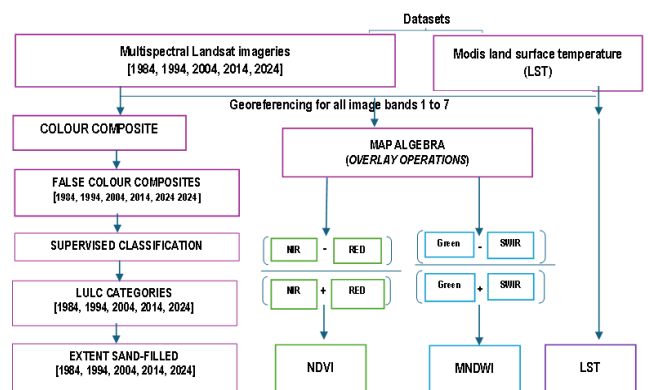 Datasets
Multispectral Landsat imageries
[1984, 1994, 2004, 2014, 2024]
Modis land surface temperature
(LST)
Georeferencing for all image bands 1 to 7
COLOUR COMPOSITE
MAP ALGEBRA
(OVERLAY OPERATIONS)
FALSE COLOUR COMPOSITES
[1984, 1994, 2004, 2014, 2024 2024]
SUPERVISED CLASSIFICATION
NIR - RED
Green - SWIR
NIR + RED
Green + SWIR
LULC CATEGORIES
[1984, 1994, 2004, 2014, 2024]
EXTENT SAND-FILLED
[1984, 1994, 2004, 2014, 2024]
NDVI
MNDWI
LST